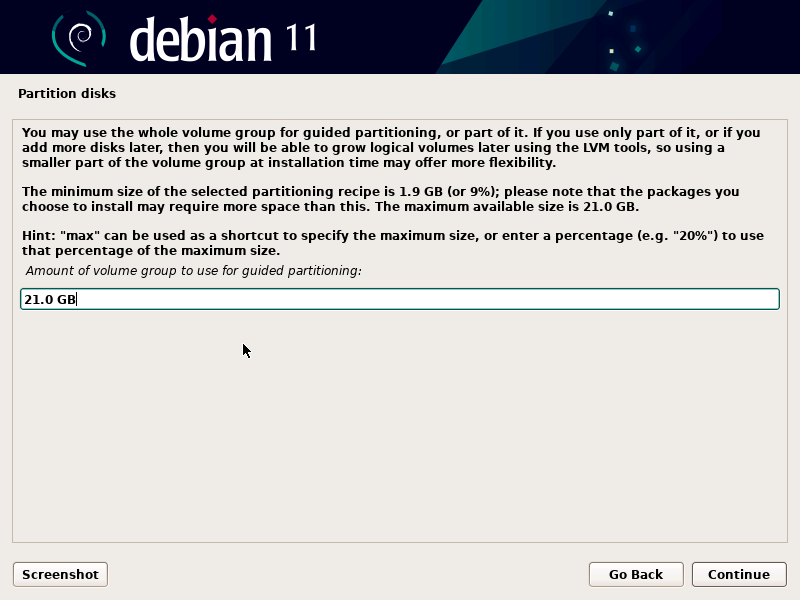 debian 11
Partition disks
You may use the whole volume group for guided partitioning, or part of it. If you use only part of it, or if you
add more disks later, then you will be able to grow logical volumes later using the LVM tools, so using a
smaller part of the volume group at installation time may offer more flexibility.
The minimum size of the selected partitioning recipe is 1.9 GB (or 9%); please note that the packages you
choose to install may require more space than this. The maximum available size is 21.0 GB.
Hint: "max" can be used as a shortcut to specify the maximum size, or enter a percentage (e.g. "20%") to use
that percentage of the maximum size.
Amount of volume group to use for guided partitioning:
21.0 GB
Screenshot
Go Back
Continue